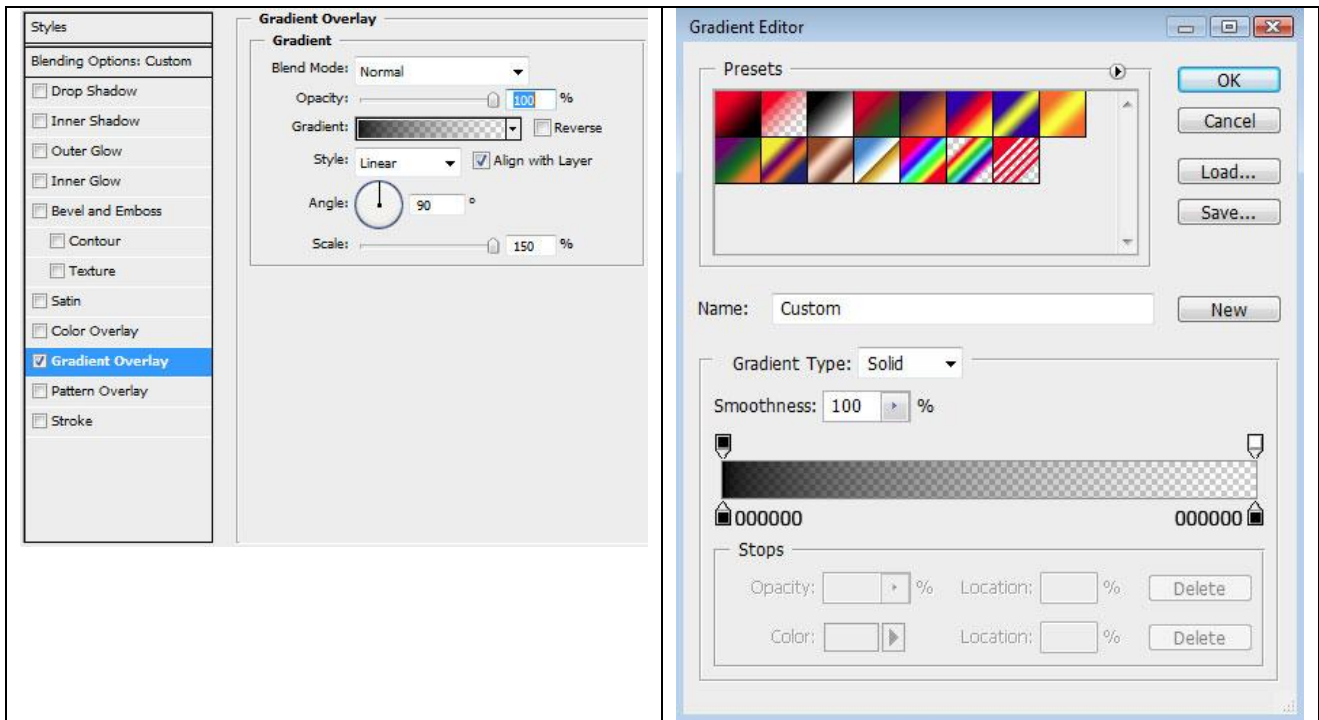 Styles
Blending Options: Custom
Drop Shadow
Inner Shadow
Outer Glow
Inner Glow
Bevel and Emboss
Contour
Texture
Satin
Color Overlay
Gradient Overlay
Pattern Overlay
Stroke
Gradient Overlay
Gradient
Blend Mode: Normal
Opacity: 100 %
Gradient: Reverse
Style: Linear Align with Layer
Angle: 90 °
Scale: 150 %
Gradient Editor
Presets
OK
Cancel
Load...
Save...
Name: Custom New
Gradient Type: Solid
Smoothness: 100 %
000000 000000
Stops
Opacity: % Location: % Delete
Color: Location: % Delete